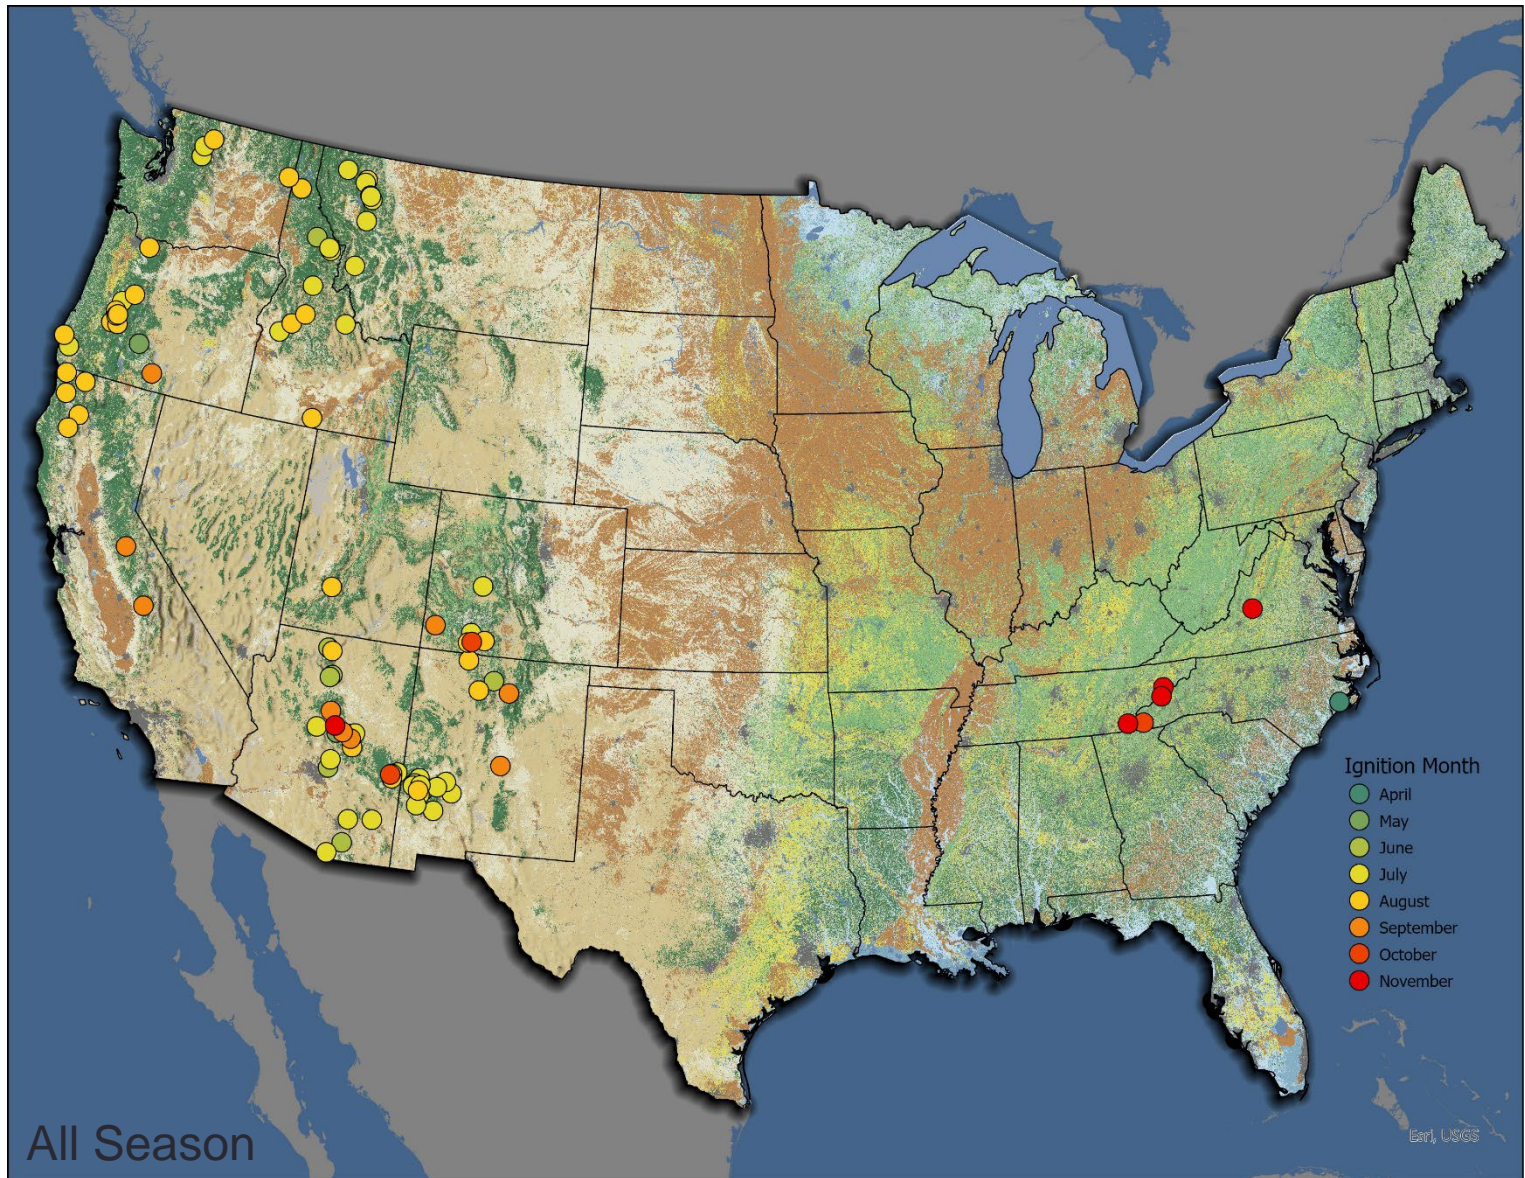 Ignition Month
April
May
June
July
August
September
October
November
Esri, USGS
All Season